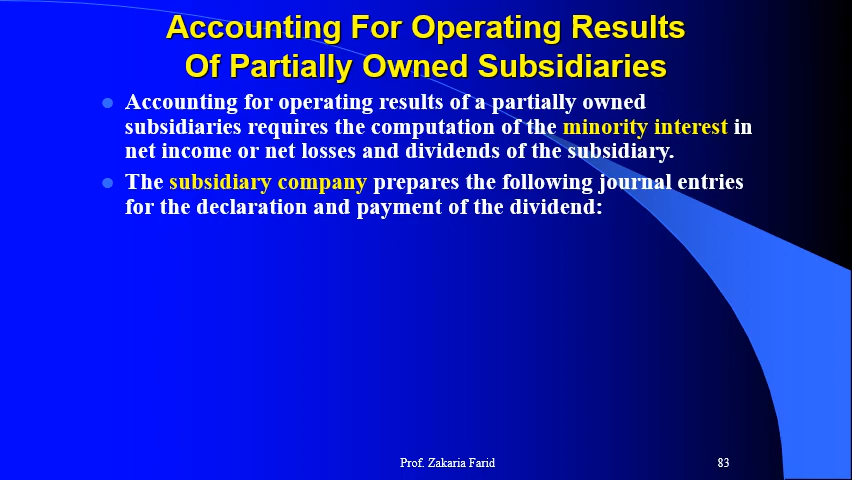 Accounting For Operating Results
Of Partially Owned Subsidiaries
Accounting for operating results of a partially owned
subsidiaries requires the computation of the minority interest in
net income or net losses and dividends of the subsidiary.
The subsidiary company prepares the following journal entries
for the declaration and payment of the dividend:
Prof. Zakaria Farid
83